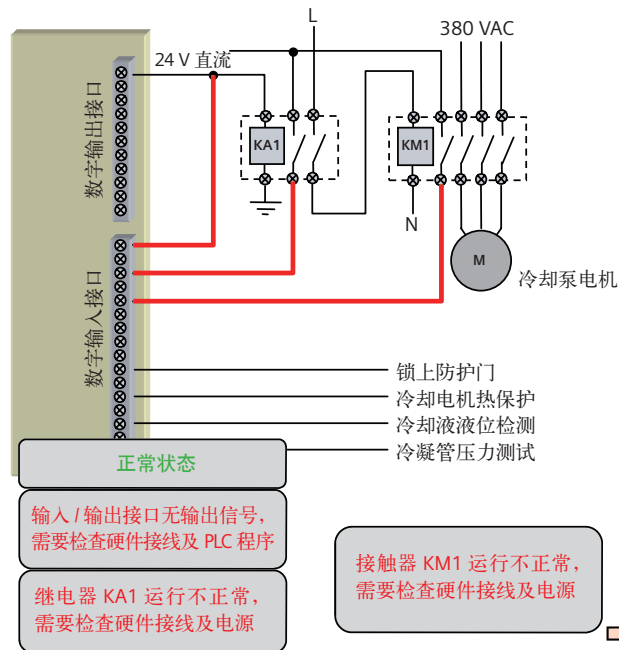 L
380 VAC
24 V 直流
数字输出接口
KA1
KM1
N
M
冷却泵电机
数字输入接口
锁上防护门
冷却电机热保护
冷却液液位检测
冷凝管压力测试
正常状态
输入 / 输出接口无输出信号，
需要检查硬件接线及 PLC 程序
接触器 KM1 运行不正常，
需要检查硬件接线及电源
继电器 KA1 运行不正常，
需要检查硬件接线及电源